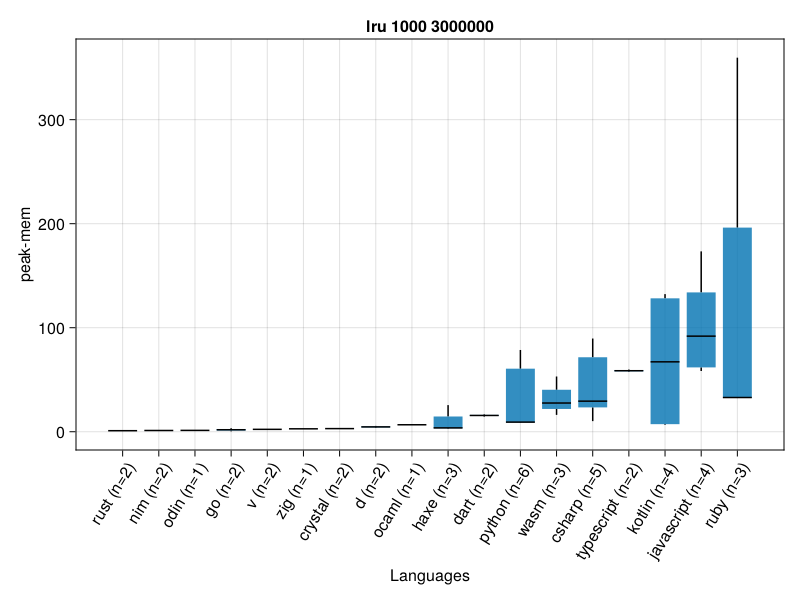 lru 1000 3000000
peak-mem
300
200
100
0
rust (n=2)
nim (n=2)
odin (n=1)
go (n=2)
v (n=2)
zig (n=1)
crystal (n=2)
d (n=2)
ocaml (n=1)
haxe (n=3)
dart (n=2)
python (n=6)
wasm (n=3)
csharp (n=5)
typescript (n=2)
kotlin (n=4)
javascript (n=4)
ruby (n=3)
Languages